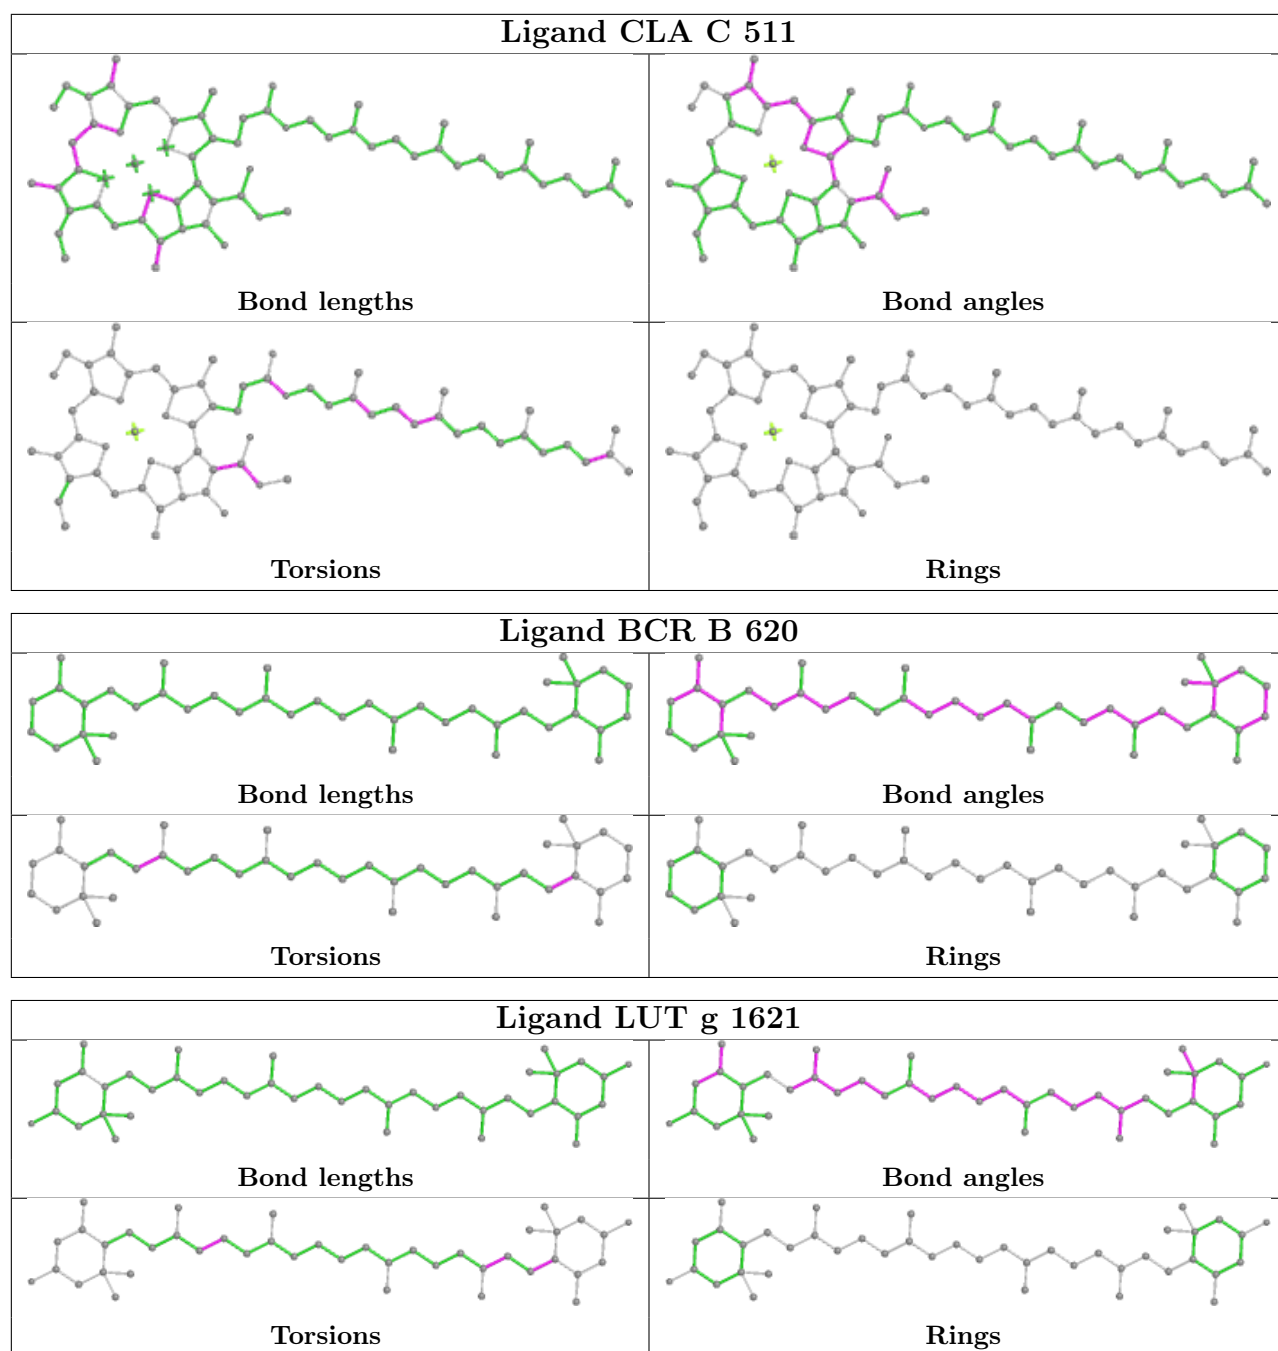 Ligand CLA C 511
Bond lengths
Bond angles
Torsions
Rings
Ligand BCR B 620
Bond lengths
Bond angles
Torsions
Rings
Ligand LUT g 1621
Bond lengths
Bond angles
Torsions
Rings